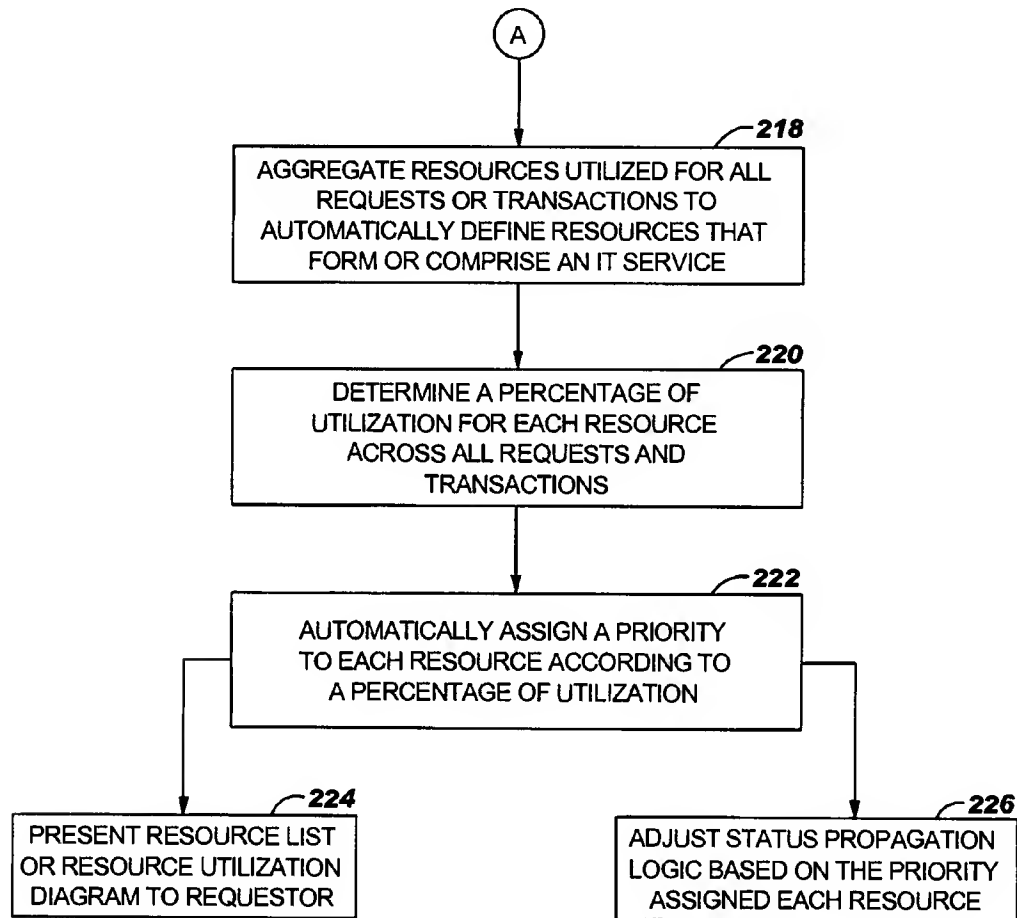 A
218
AGGREGATE RESOURCES UTILIZED FOR ALL
REQUESTS OR TRANSACTIONS TO
AUTOMATICALLY DEFINE RESOURCES THAT
FORM OR COMPRISE AN IT SERVICE
220
DETERMINE A PERCENTAGE OF
UTILIZATION FOR EACH RESOURCE
ACROSS ALL REQUESTS AND
TRANSACTIONS
222
AUTOMATICALLY ASSIGN A PRIORITY
TO EACH RESOURCE ACCORDING TO
A PERCENTAGE OF UTILIZATION
224
PRESENT RESOURCE LIST
OR RESOURCE UTILIZATION
DIAGRAM TO REQUESTOR
226
ADJUST STATUS PROPAGATION
LOGIC BASED ON THE PRIORITY
ASSIGNED EACH RESOURCE